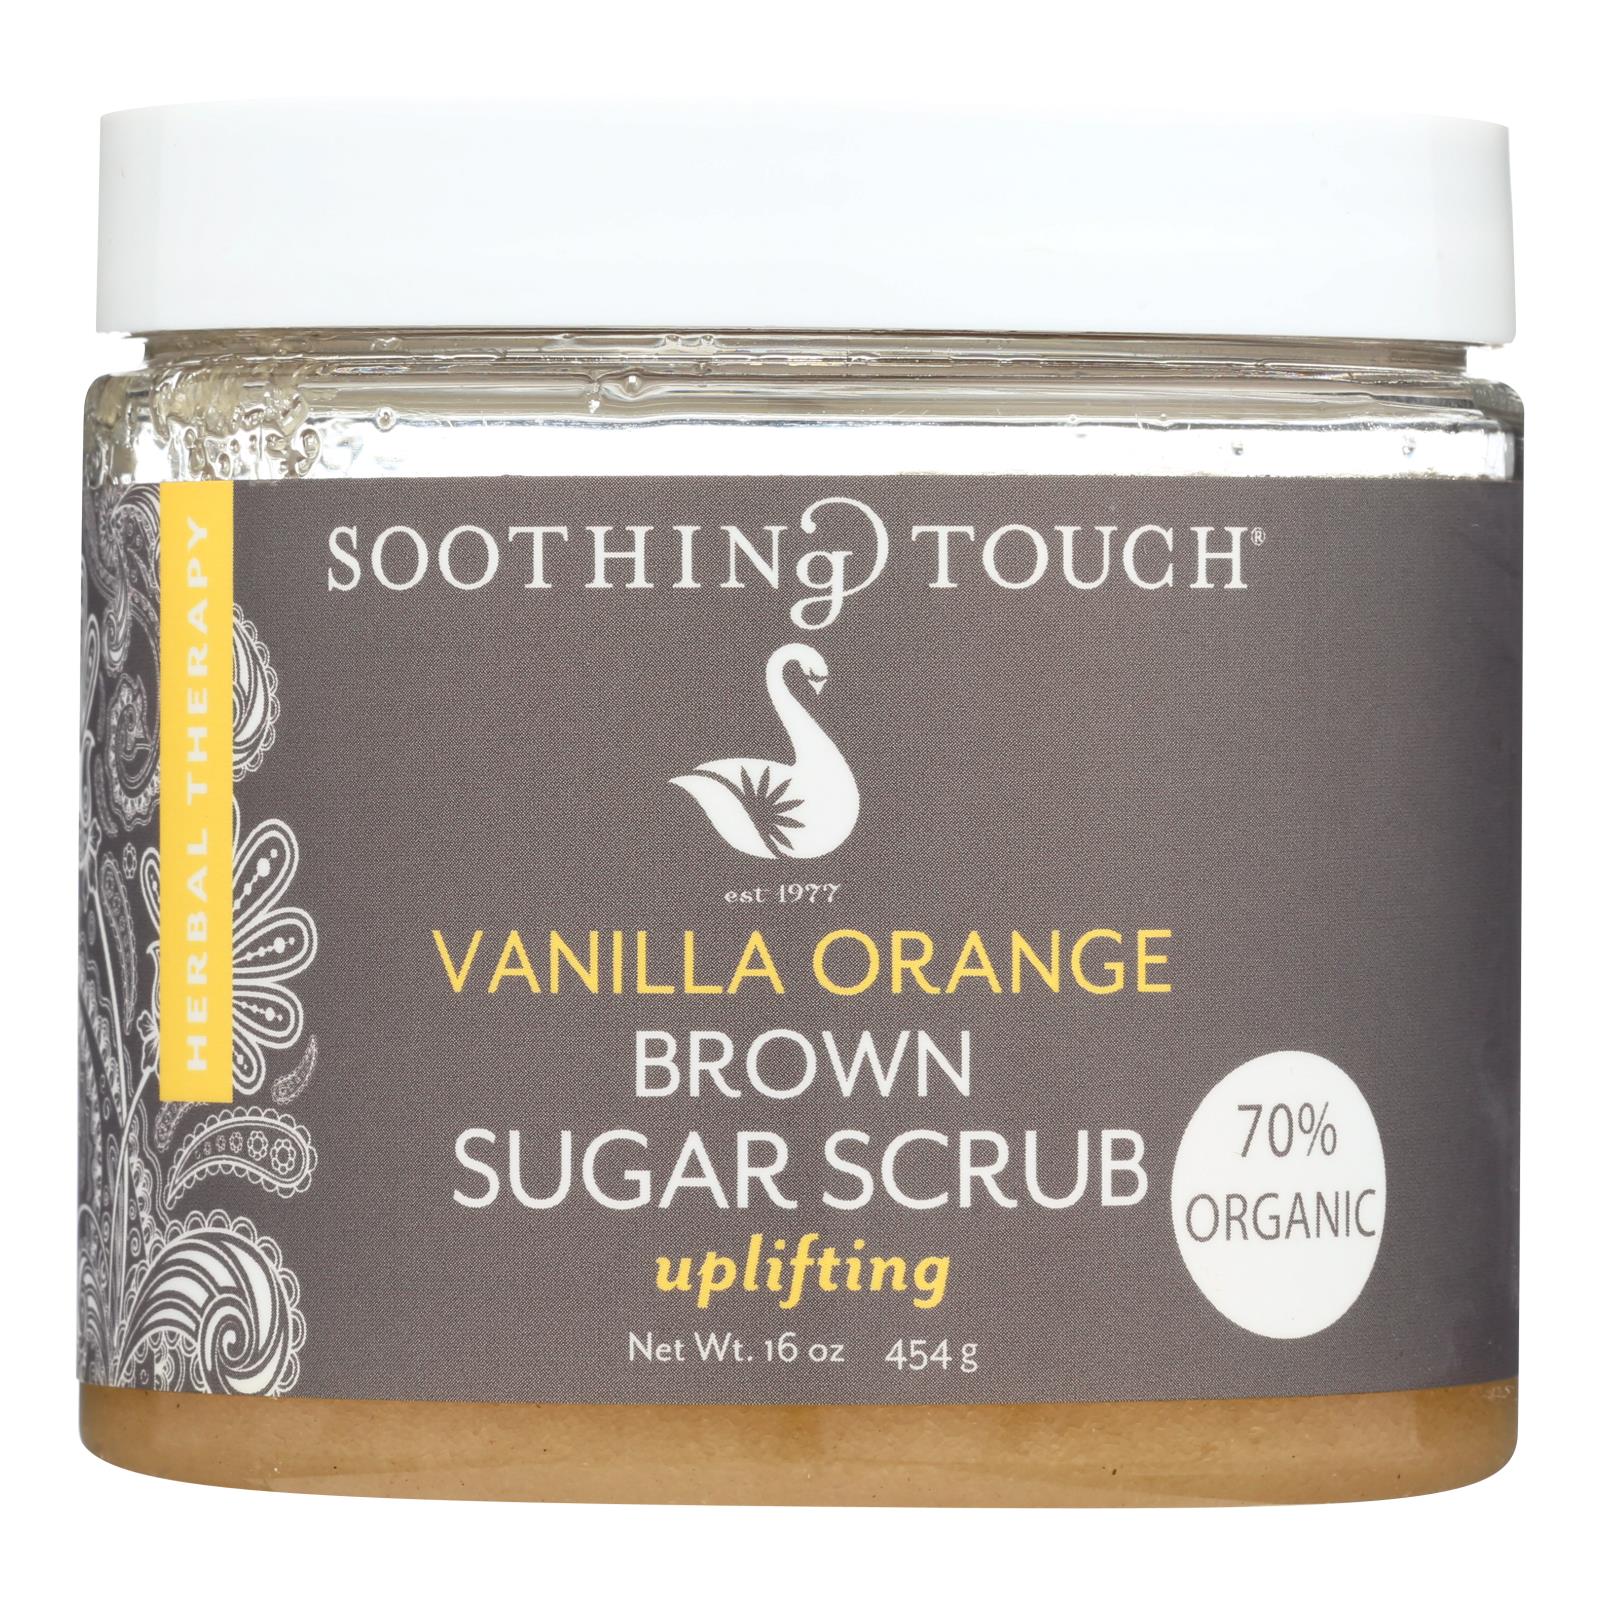 SOOTHINg TOUCH®
est 1977
HERBAL THERAPY
VANILLA ORANGE
BROWN
SUGAR SCRUB
uplifting
Net Wt. 16 oz 454 g
70%
ORGANIC